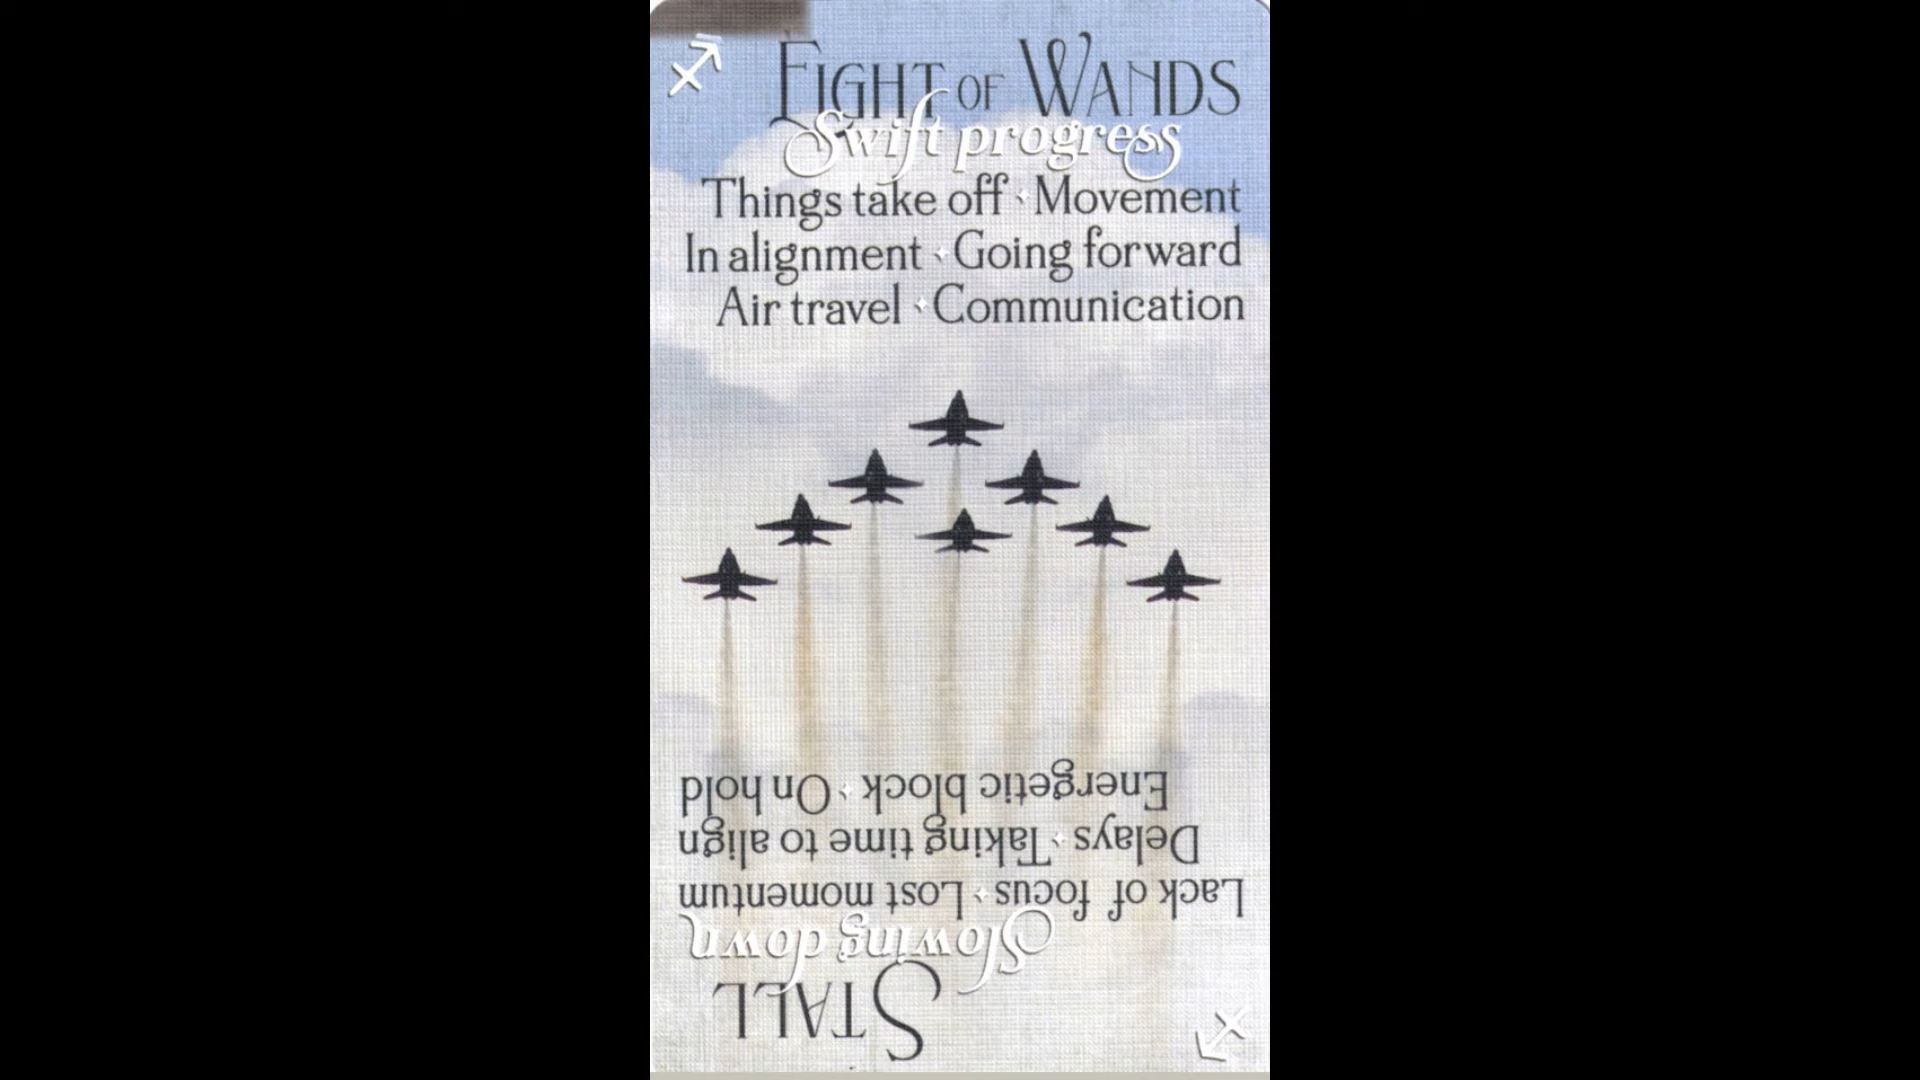 EIGHT OF WANDS
Swift progress
Things take off Movement
In alignment Going forward
Air travel Communication
STALL
Slowing down
Lack of focus Lost momentum
Delays Taking time to align
Energetic block On hold